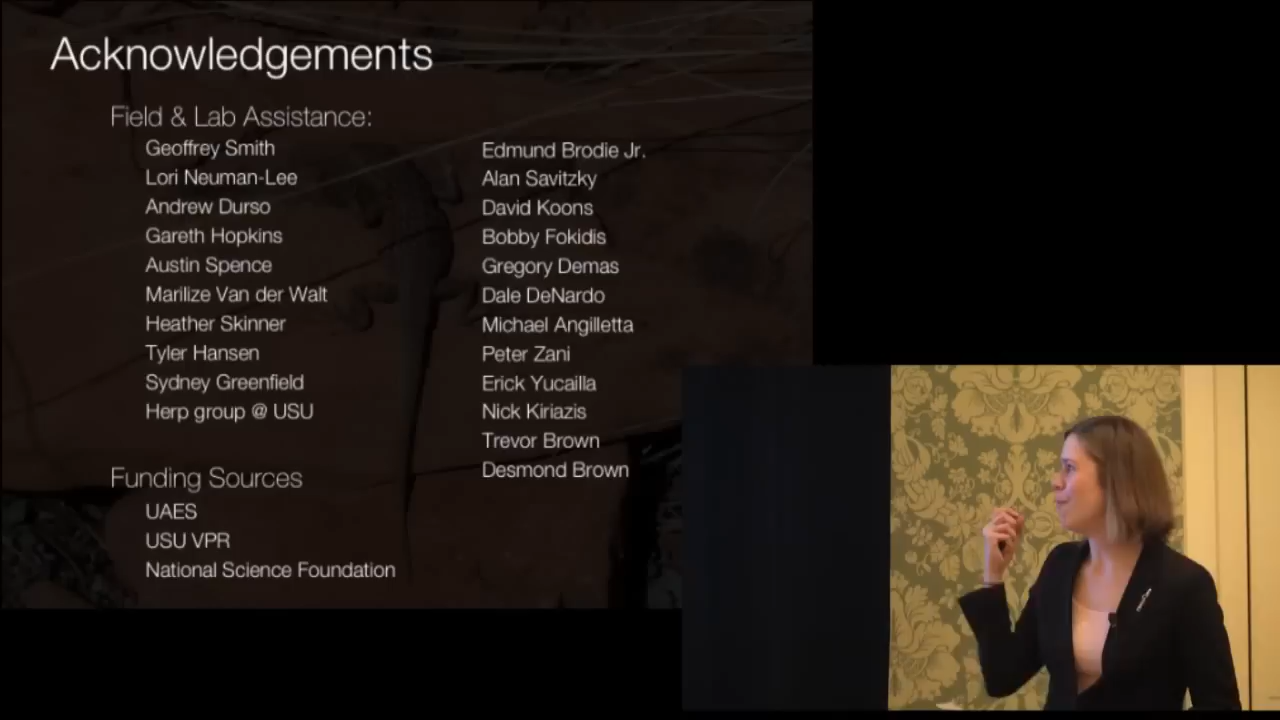 Acknowledgements
Field & Lab Assistance:
Geoffrey Smith
Lori Neuman-Lee
Andrew Durso
Gareth Hopkins
Austin Spence
Marilize Van der Walt
Heather Skinner
Tyler Hansen
Sydney Greenfield
Herp group @ USU
Edmund Brodie Jr.
Alan Savitzky
David Koons
Bobby Fokidis
Gregory Demas
Dale DeNardo
Michael Angilletta
Peter Zani
Erick Yucailla
Nick Kiriazis
Trevor Brown
Desmond Brown
Funding Sources
UAES
USU VPR
National Science Foundation